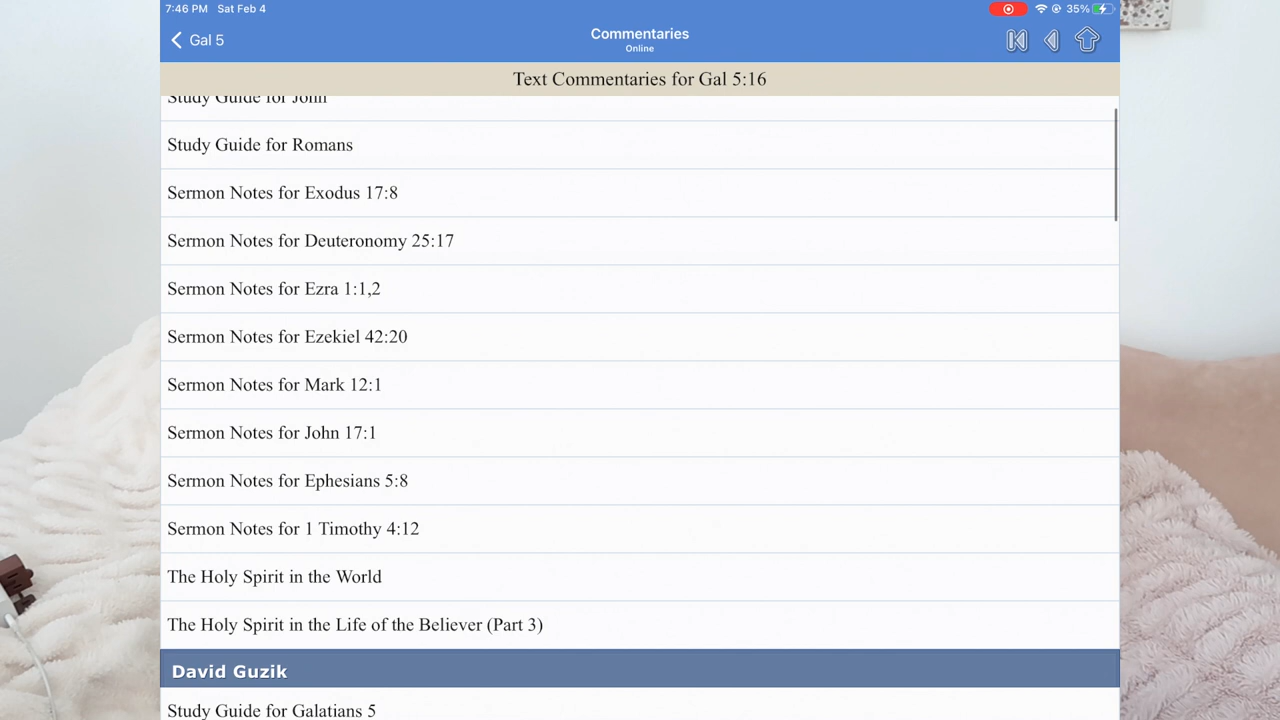 7:46 PM Sat Feb 4
35%
Gal 5
Commentaries
Online
Text Commentaries for Gal 5:16
Study Guide for John
Study Guide for Romans
Sermon Notes for Exodus 17:8
Sermon Notes for Deuteronomy 25:17
Sermon Notes for Ezra 1:1,2
Sermon Notes for Ezekiel 42:20
Sermon Notes for Mark 12:1
Sermon Notes for John 17:1
Sermon Notes for Ephesians 5:8
Sermon Notes for 1 Timothy 4:12
The Holy Spirit in the World
The Holy Spirit in the Life of the Believer (Part 3)
David Guzik
Study Guide for Galatians 5